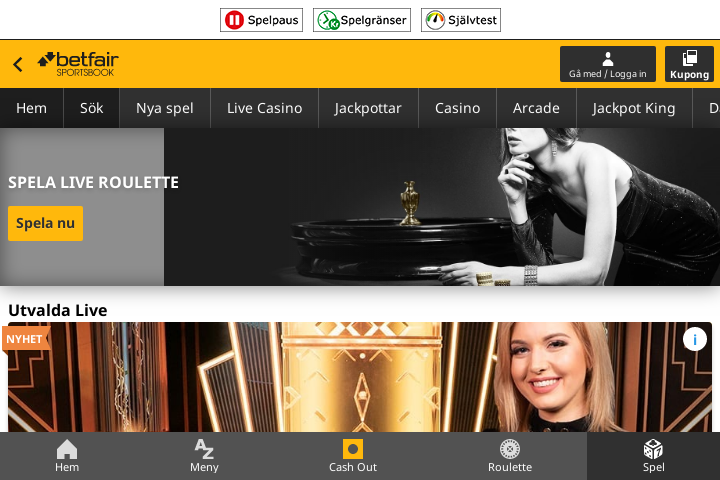 Spelpaus
Spelgränser
Självtest
betfair
SPORTSBOOK
Gå med / Logga in
Kupong
Hem
Sök
Nya spel
Live Casino
Jackpottar
Casino
Arcade
Jackpot King
D
SPELA LIVE ROULETTE
Spela nu
Utvalda Live
NYHET
i
Hem
Meny
Cash Out
Roulette
Spel